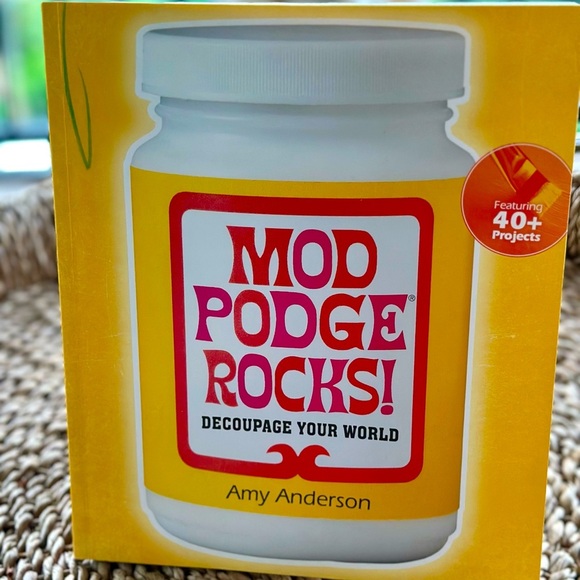 Featuring
40+
Projects
MOD
PODGE®
ROCKS!
DECOUPAGE YOUR WORLD
Amy Anderson